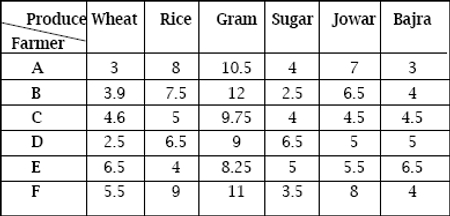 Produce Wheat Rice Gram Sugar Jowar Bajra
Farmer
A 3 8 10.5 4 7 3
B 3.9 7.5 12 2.5 6.5 4
C 4.6 5 9.75 4 4.5 4.5
D 2.5 6.5 9 6.5 5 5
E 6.5 4 8.25 5 5.5 6.5
F 5.5 9 11 3.5 8 4